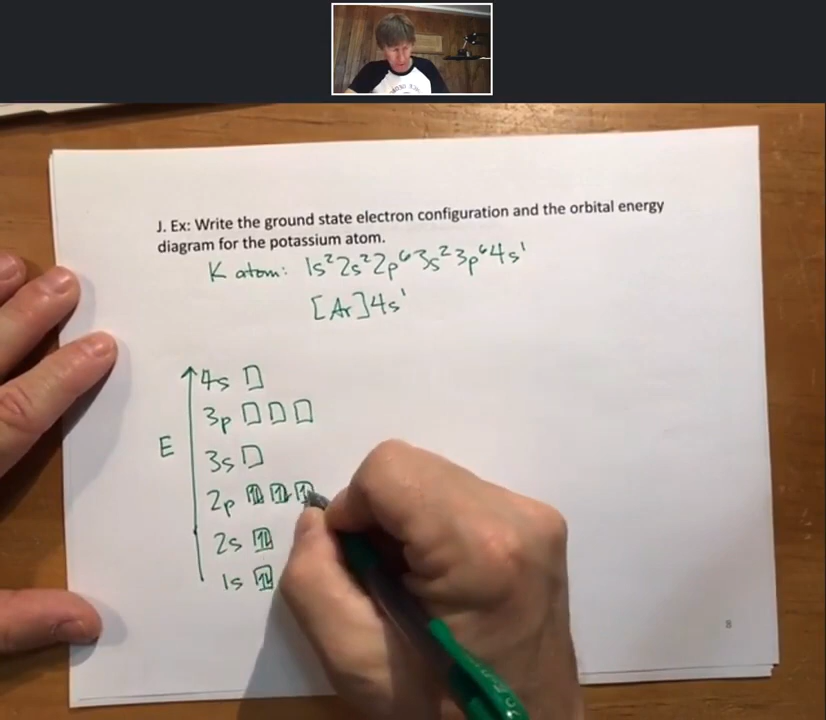 J. Ex: Write the ground state electron configuration and the orbital energy
diagram for the potassium atom.
K atom: 1s²2s²2p⁶3s²3p⁶4s¹
[Ar]4s¹
4s
3p
E
3s
2p
2s
1s
8